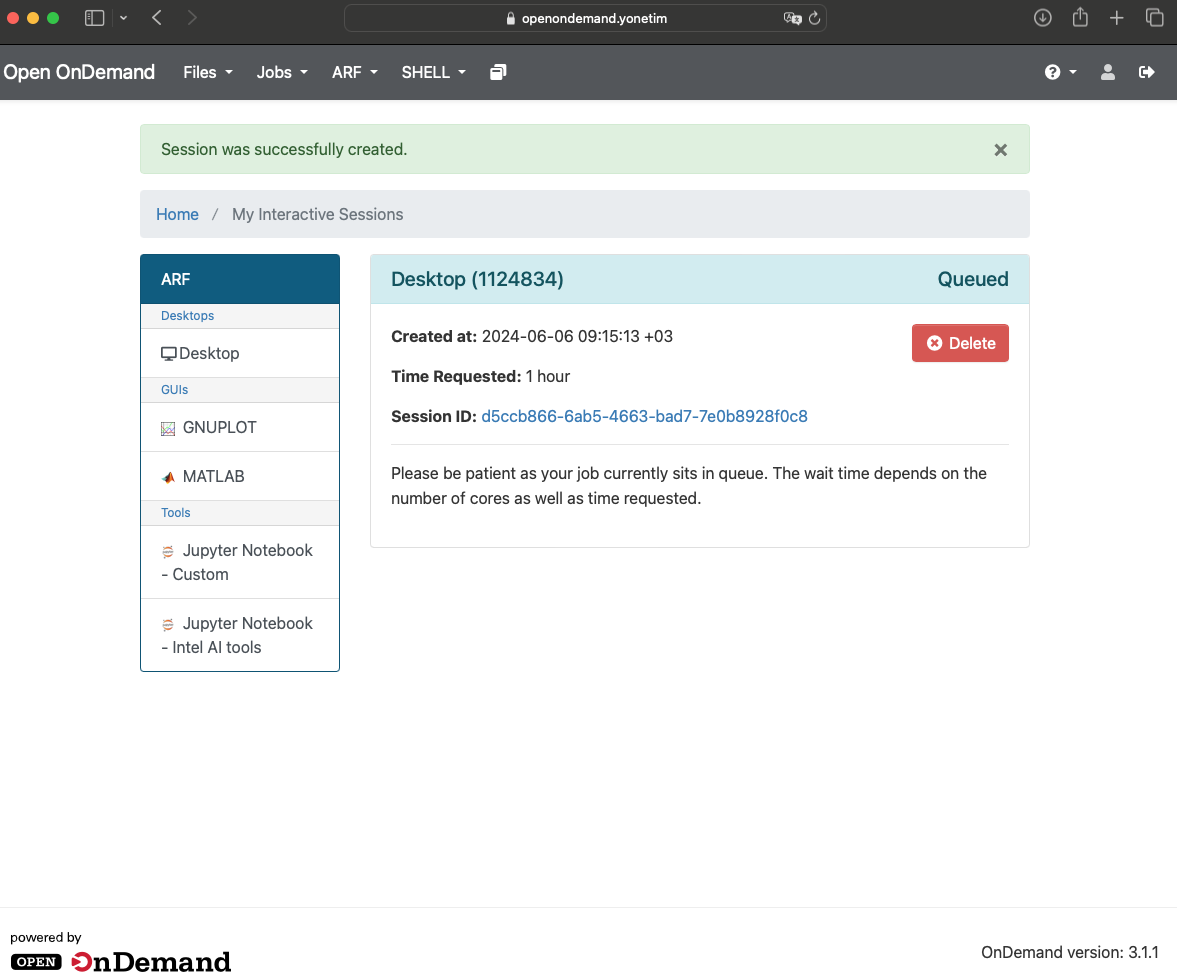 openondemand.yonetim
Open OnDemand Files Jobs ARF SHELL
Session was successfully created.
Home / My Interactive Sessions
ARF
Desktops
Desktop
GUIs
GNUPLOT
MATLAB
Tools
Jupyter Notebook
- Custom
Jupyter Notebook
- Intel AI tools
Desktop (1124834) Queued
Created at: 2024-06-06 09:15:13 +03
Delete
Time Requested: 1 hour
Session ID: d5ccb866-6ab5-4663-bad7-7e0b8928f0c8
Please be patient as your job currently sits in queue. The wait time depends on the
number of cores as well as time requested.
powered by
OPEN OnDemand
OnDemand version: 3.1.1